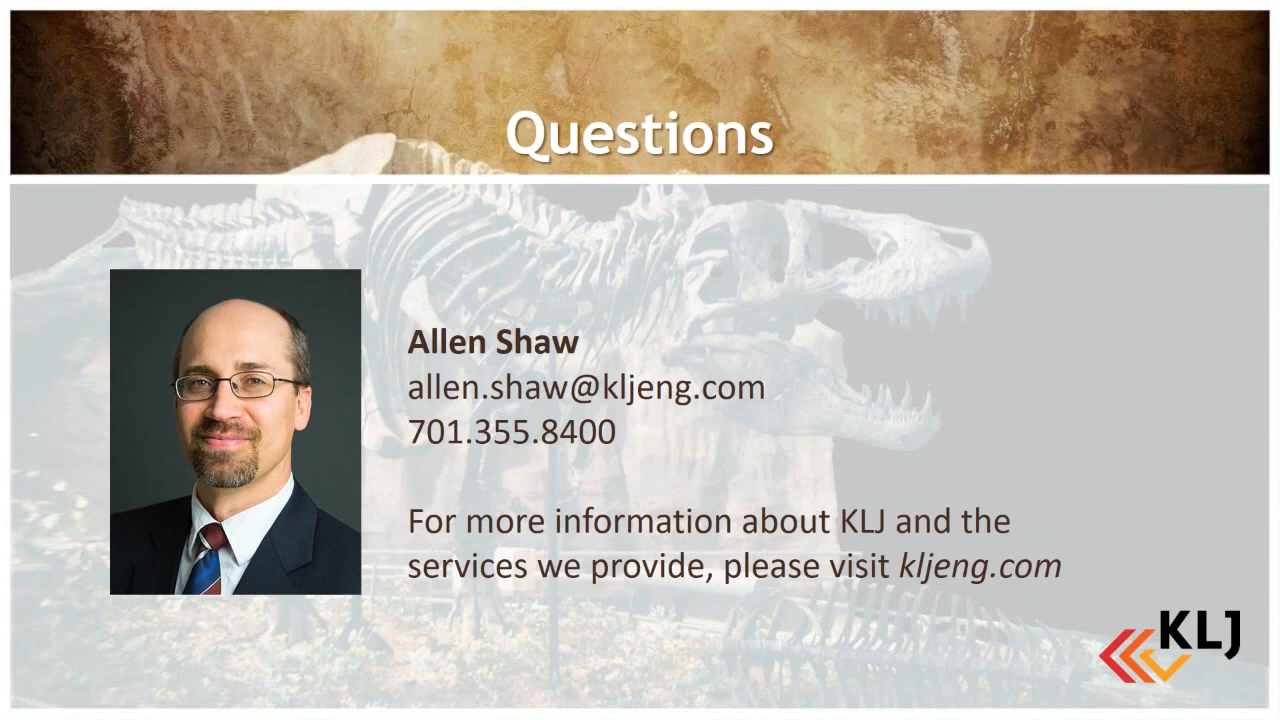 Questions
Allen Shaw
allen.shaw@kljeng.com
701.355.8400
For more information about KLJ and the
services we provide, please visit kljeng.com
KLJ